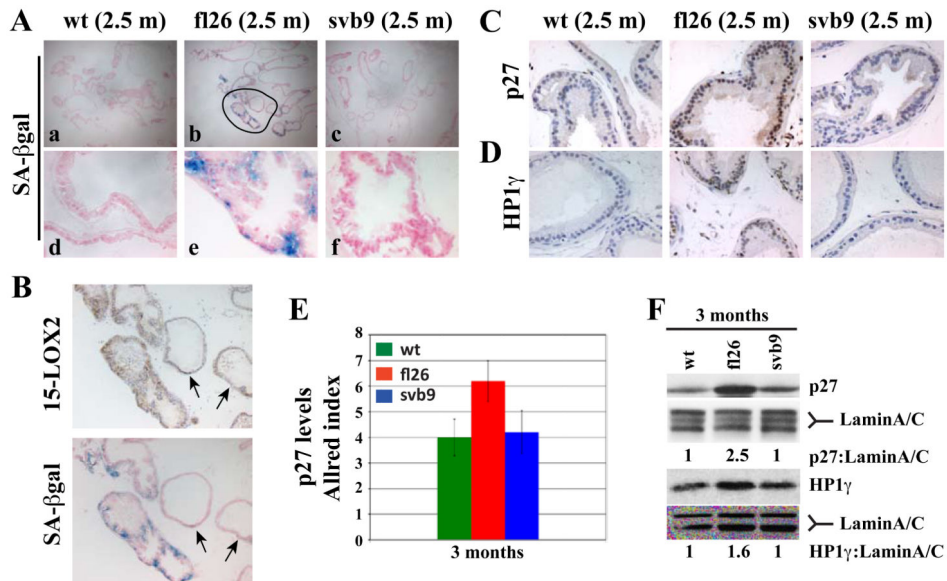 A
wt (2.5 m) fl26 (2.5 m) svb9 (2.5 m)
SA-βgal
a b c
d e f
B
15-LOX2
SA-βgal
C
wt (2.5 m) fl26 (2.5 m) svb9 (2.5 m)
p27
D
HP1γ
E
p27 levels
Allred index
8
7
6
5
4
3
2
1
0
wt
fl26
svb9
3 months
F
3 months
wt fl26 svb9
p27
LaminA/C
1 2.5 1 p27:LaminA/C
HP1γ
LaminA/C
1 1.6 1 HP1γ:LaminA/C